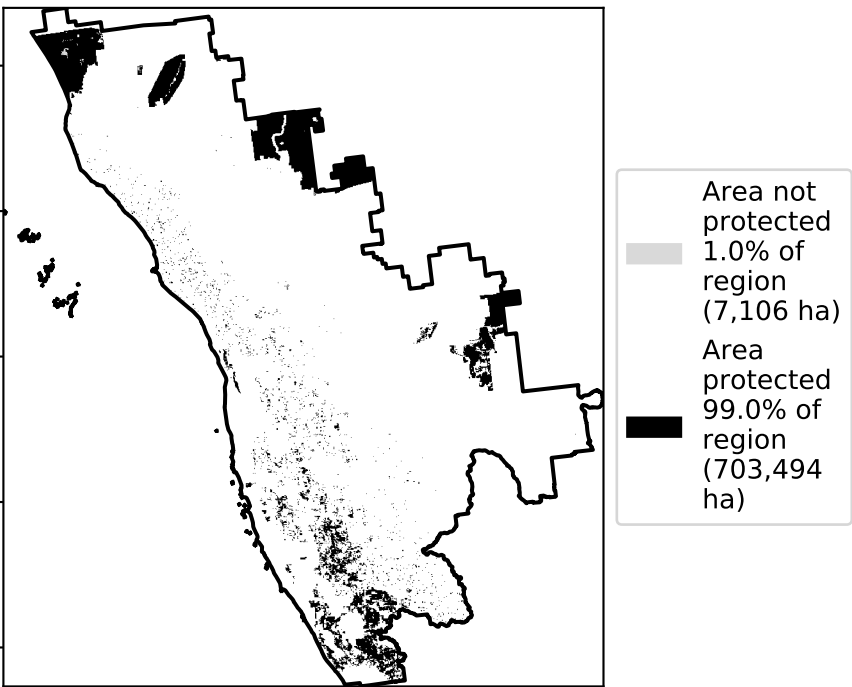 Area not
protected
1.0% of
region
(7,106 ha)
Area
protected
99.0% of
region
(703,494
ha)